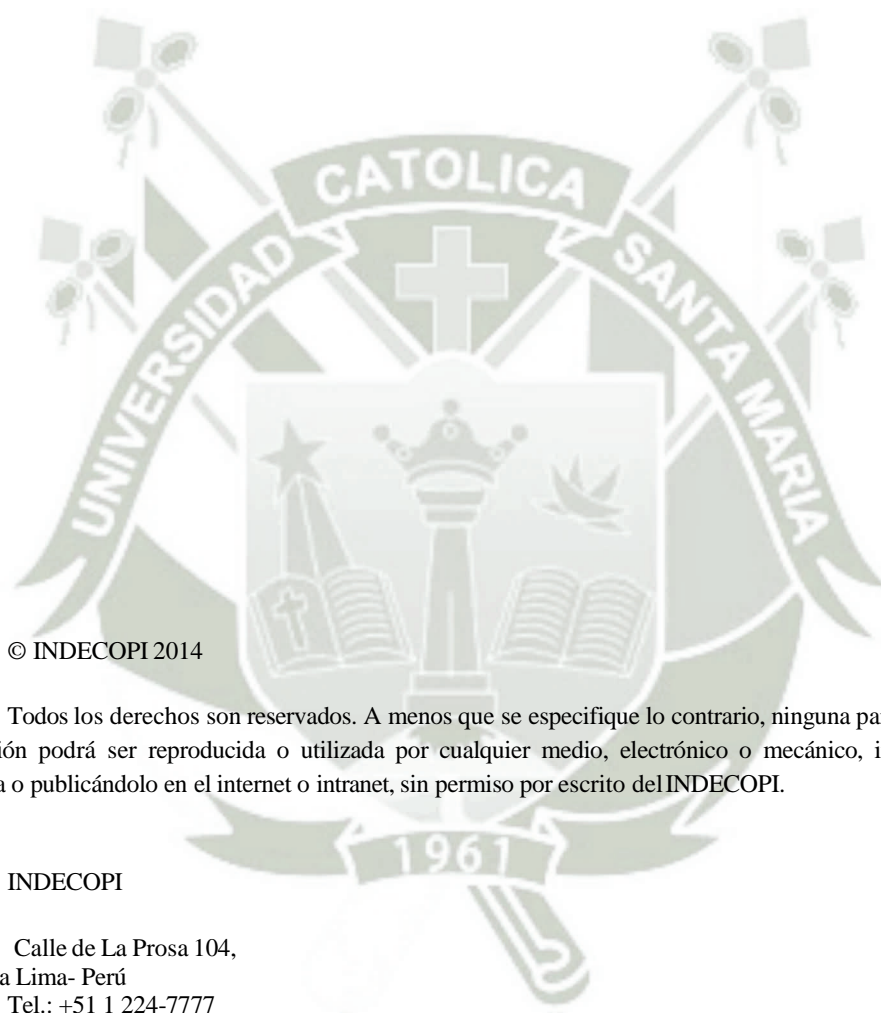 UNIVERSIDAD CATOLICA SANTA MARIA
© INDECOPI 2014
Todos los derechos son reservados. A menos que se especifique lo contrario, ninguna
podrá ser reproducida o utilizada por cualquier medio, electrónico o mecánico,
o publicándolo en el internet o intranet, sin permiso por escrito del INDECOPI.
1961
INDECOPI
Calle de La Prosa 104,
Lima- Perú
Tel.: +51 1 224-7777